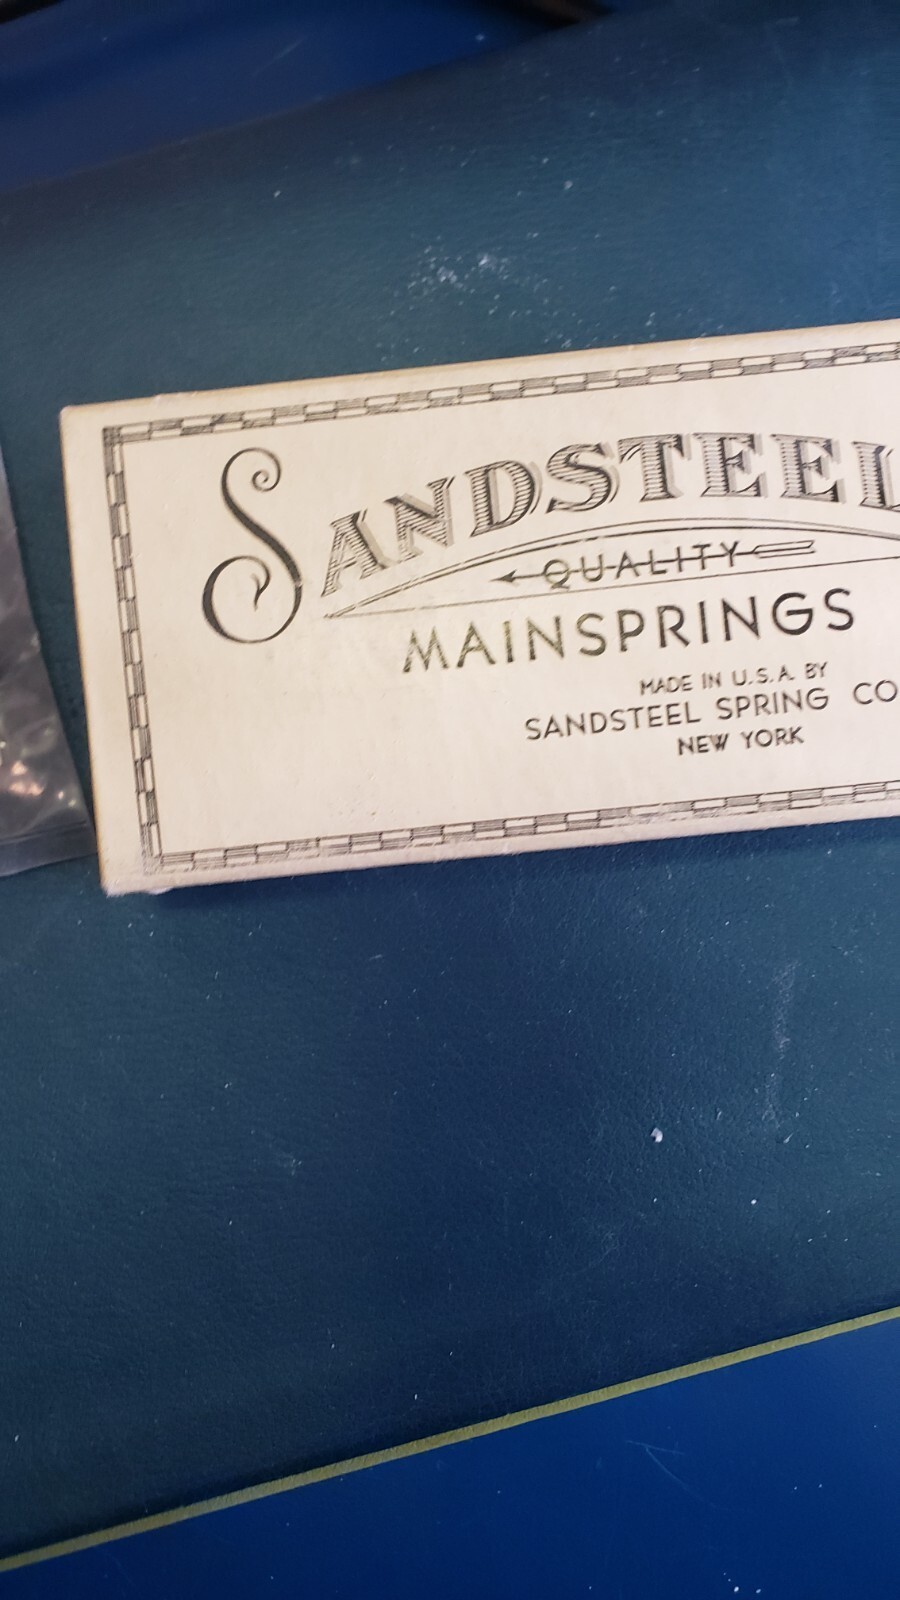 SANDSTEEL
QUALITY
MAINSPRINGS
MADE IN U.S.A. BY
SANDSTEEL SPRING CO
NEW YORK